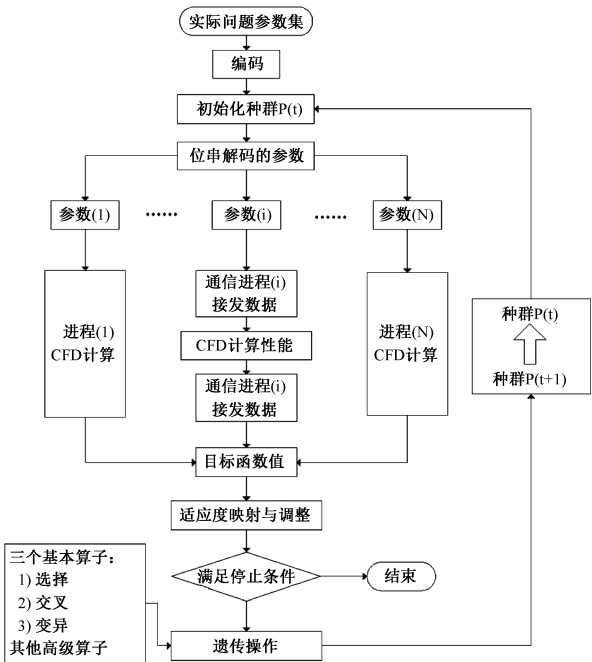 实际问题参数集
编码
初始化种群P(t)
位串解码的参数
参数(1)
……
参数(i)
……
参数(N)
进程(1)
CFD计算
通信进程(i)
接发数据
CFD计算性能
通信进程(i)
接发数据
进程(N)
CFD计算
种群P(t)
种群P(t+1)
目标函数值
适应度映射与调整
满足停止条件
结束
三个基本算子：
1) 选择
2) 交叉
3) 变异
其他高级算子
遗传操作